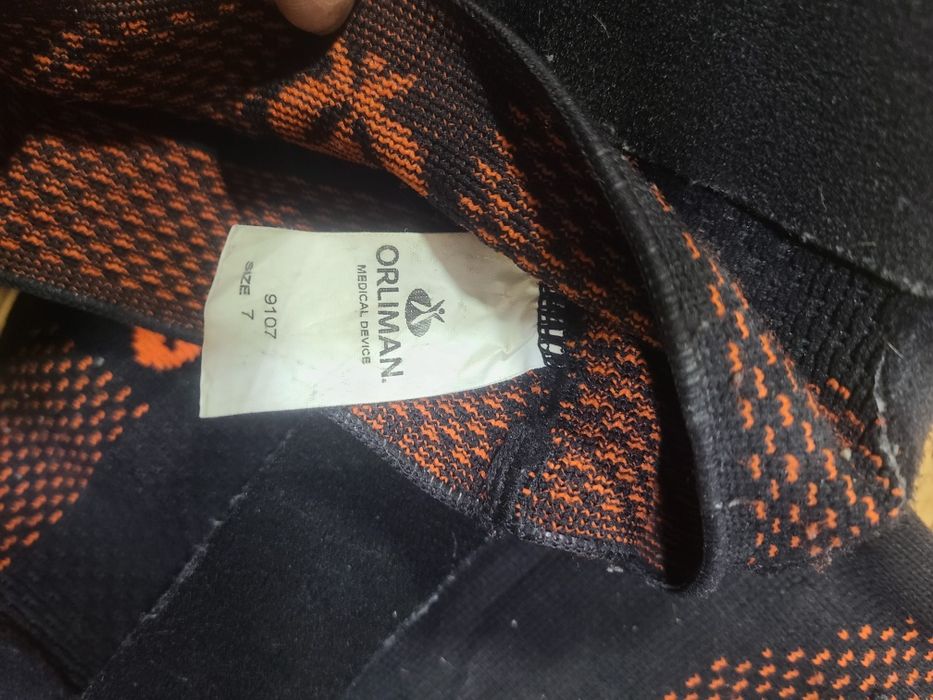 ORLIMAN®
MEDICAL DEVICE
9107
SIZE 7